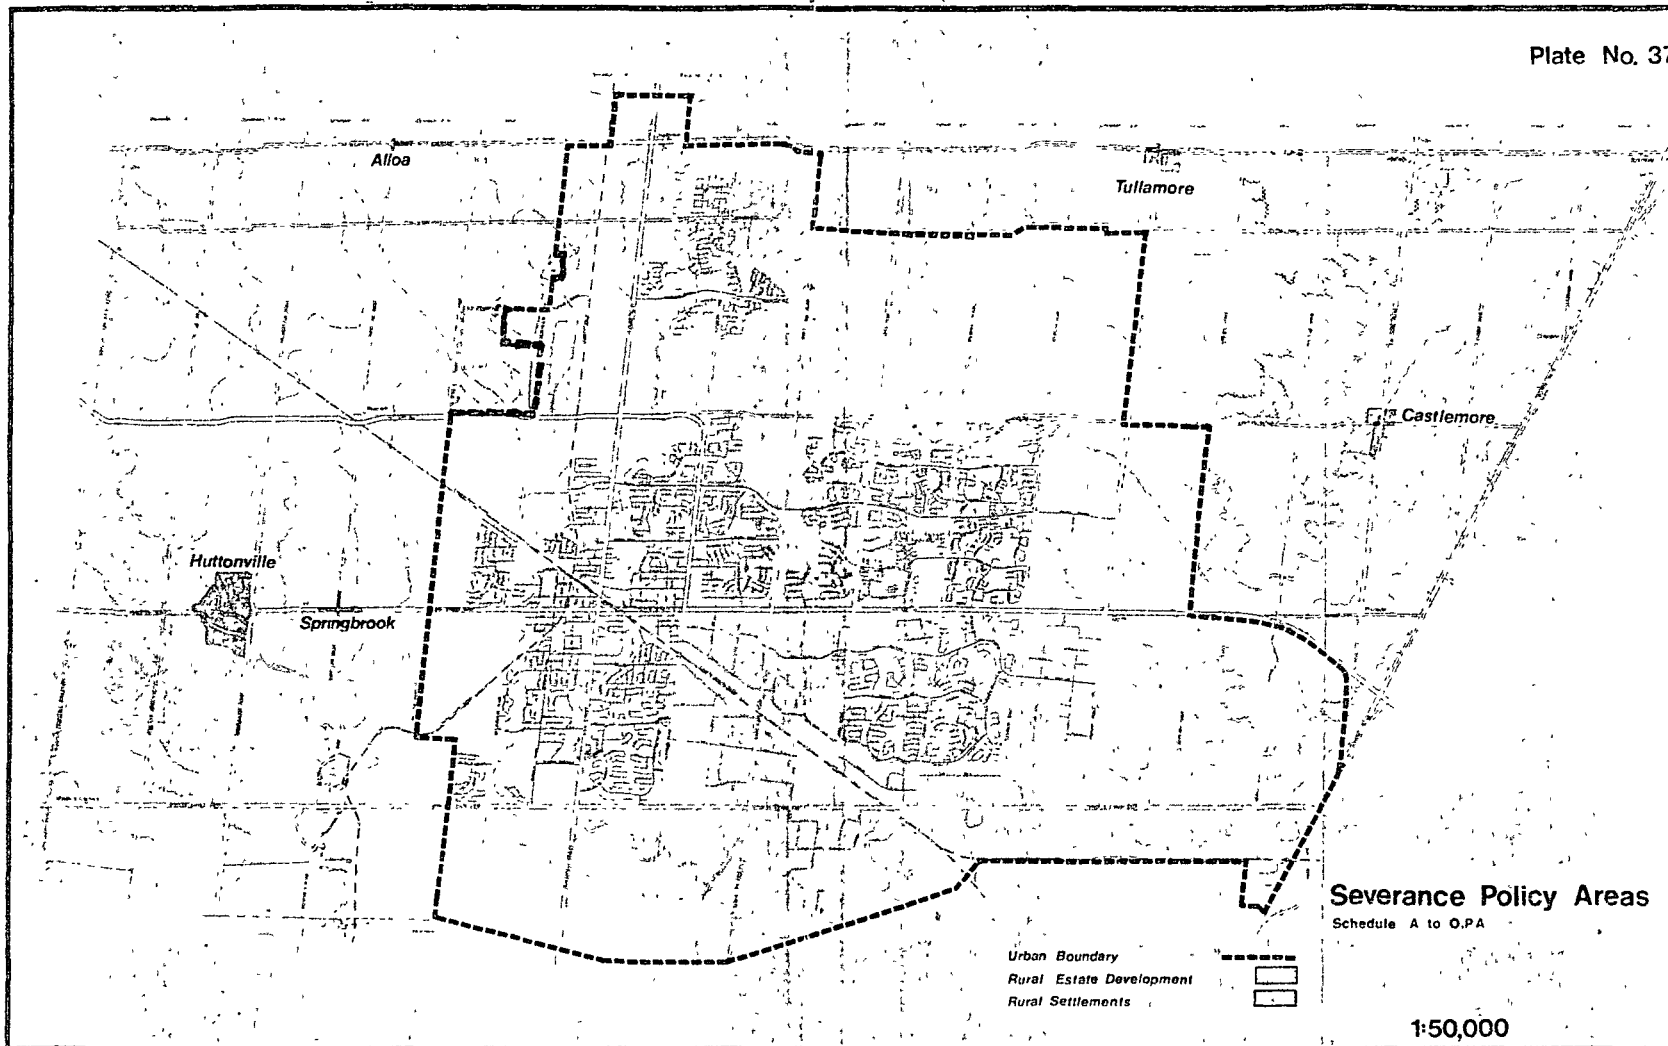 Plate No. 37
Alloa
Tullamore
Castlemore
Huttonville
Springbrook
Severance Policy Areas
Schedule A to O.P.A
Urban Boundary
Rural Estate Development
Rural Settlements
1:50,000